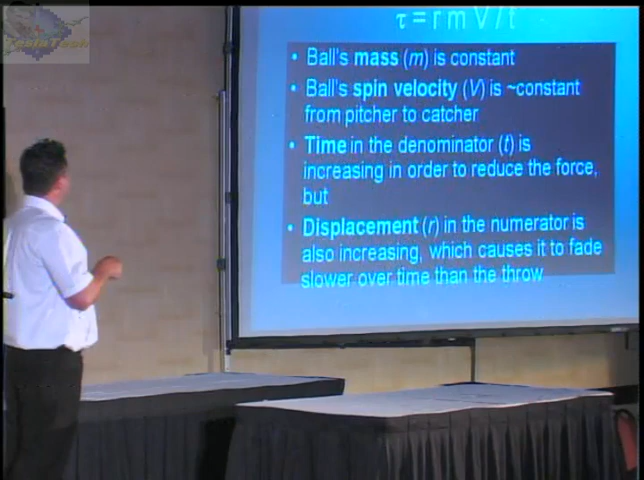 TeslaTech
τ = r m V / t
• Ball's mass (m) is constant
• Ball's spin velocity (V) is ~constant
from pitcher to catcher
• Time in the denominator (t) is
increasing in order to reduce the force,
but
• Displacement (r) in the numerator is
also increasing, which causes it to fade
slower over time than the throw